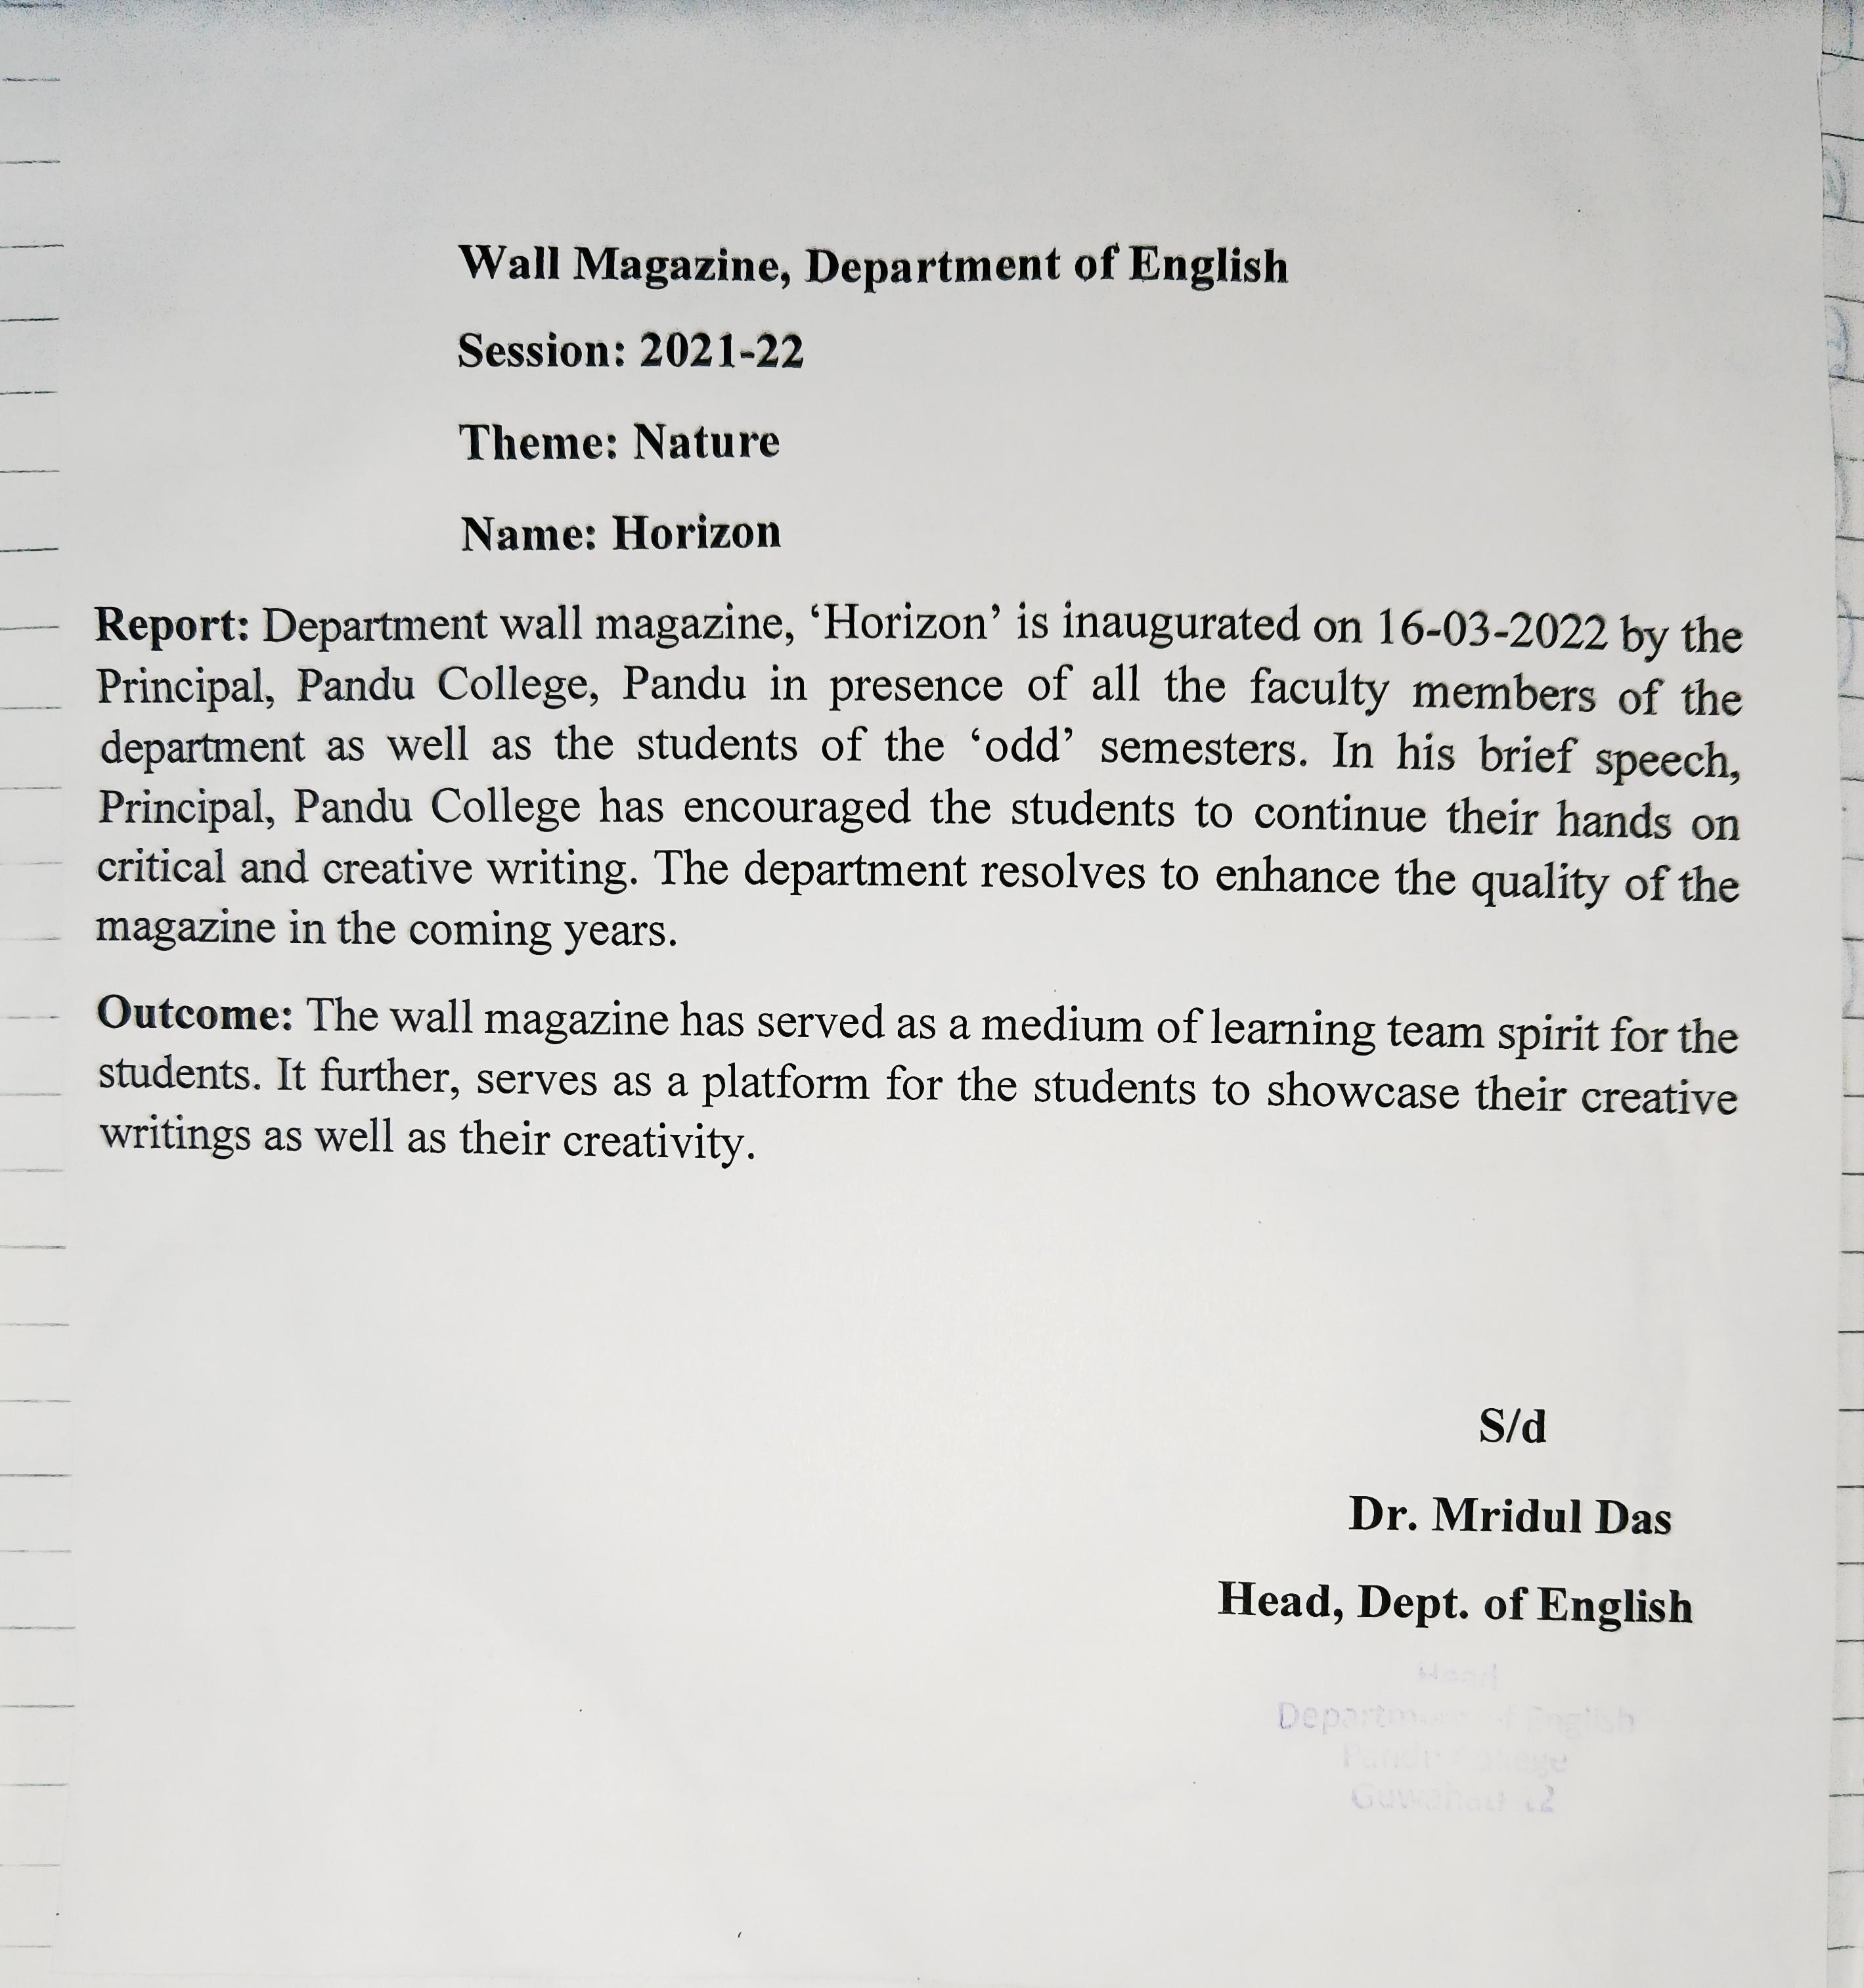 Wall Magazine, Department of English
Session: 2021-22
Theme: Nature
Name: Horizon
Report: Department wall magazine, ‘Horizon’ is inaugurated on 16-03-2022 by the
Principal, Pandu College, Pandu in presence of all the faculty members of the
department as well as the students of the ‘odd’ semesters. In his brief speech,
Principal, Pandu College has encouraged the students to continue their hands on
critical and creative writing. The department resolves to enhance the quality of the
magazine in the coming years.
Outcome: The wall magazine has served as a medium of learning team spirit for the
students. It further, serves as a platform for the students to showcase their creative
writings as well as their creativity.
S/d
Dr. Mridul Das
Head, Dept. of English
Head
Department of English
Pandu College